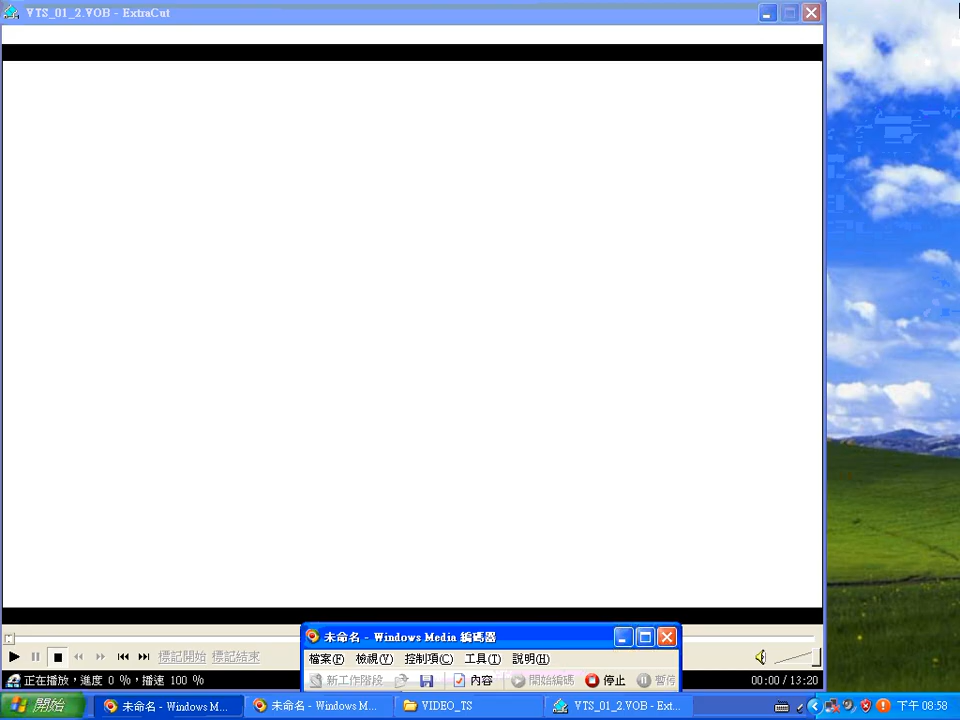 VTS_01_2.VOB - ExtraCut
標記開始 標記結束
正在播放，進度 0 %，播速 100 %
00:00 / 13:20
未命名 - Windows Media 編碼器
檔案(F) 檢視(V) 控制項(C) 工具(T) 說明(H)
新工作階段 內容 開始編碼 停止 暫停
開始 未命名 - Windows M... 未命名 - Windows M... VIDEO_TS VTS_01_2.VOB - Ext... 下午 08:58